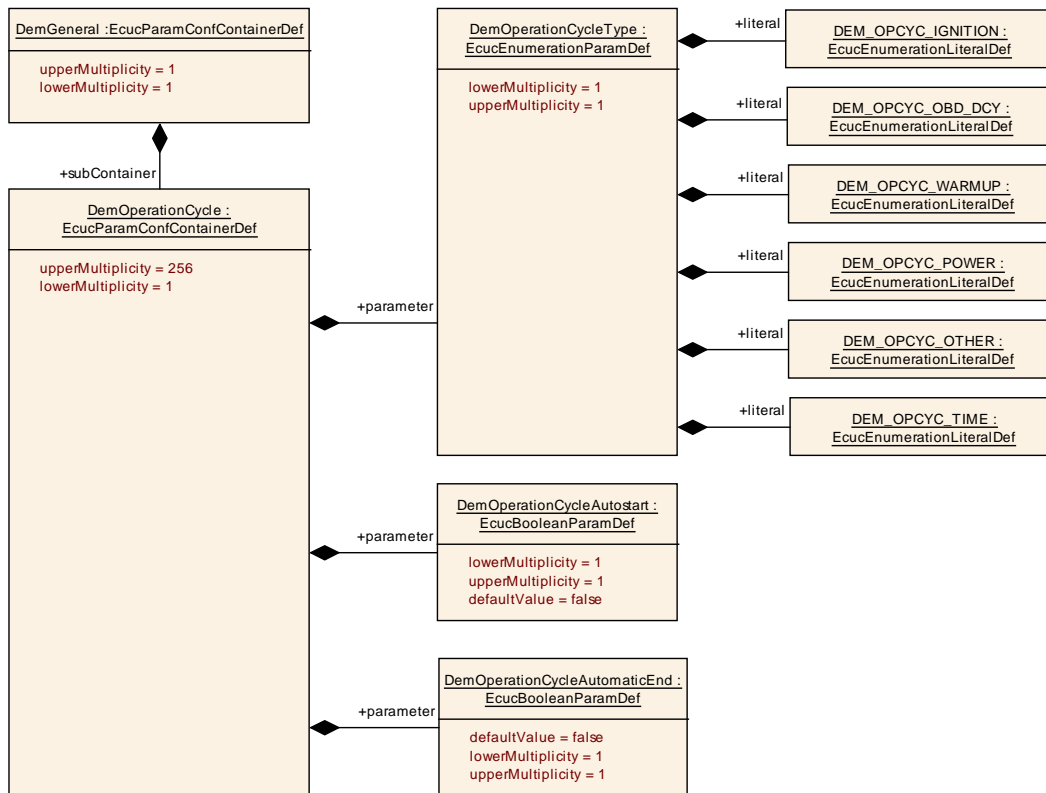 DemGeneral :EcucParamConfContainerDef
upperMultiplicity = 1
lowerMultiplicity = 1
+subContainer
DemOperationCycle :
EcucParamConfContainerDef
upperMultiplicity = 256
lowerMultiplicity = 1
+parameter
DemOperationCycleType :
EcucEnumerationParamDef
lowerMultiplicity = 1
upperMultiplicity = 1
+literal
DEM_OPCYC_IGNITION :
EcucEnumerationLiteralDef
+literal
DEM_OPCYC_OBD_DCY :
EcucEnumerationLiteralDef
+literal
DEM_OPCYC_WARMUP :
EcucEnumerationLiteralDef
+literal
DEM_OPCYC_POWER :
EcucEnumerationLiteralDef
+literal
DEM_OPCYC_OTHER :
EcucEnumerationLiteralDef
+literal
DEM_OPCYC_TIME :
EcucEnumerationLiteralDef
+parameter
DemOperationCycleAutostart :
EcucBooleanParamDef
lowerMultiplicity = 1
upperMultiplicity = 1
defaultValue = false
+parameter
DemOperationCycleAutomaticEnd :
EcucBooleanParamDef
defaultValue = false
lowerMultiplicity = 1
upperMultiplicity = 1